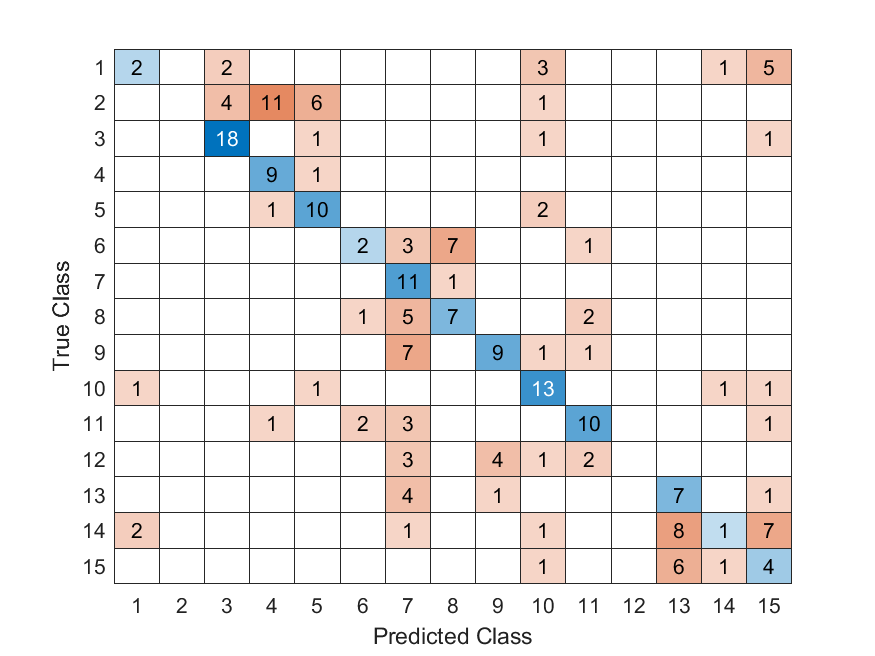 1 2 2 3 1 5
2 4 11 6 1
3 18 1 1 1
4 9 1
5 1 10 2
6 2 3 7 1
7 11 1
8 1 5 7 2
9 7 9 1 1
10 1 1 13 1 1
11 1 2 3 10 1
12 3 4 1 2
13 4 1 7 1
14 2 1 1 8 1 7
15 1 6 1 4
1 2 3 4 5 6 7 8 9 10 11 12 13 14 15
Predicted Class
True Class